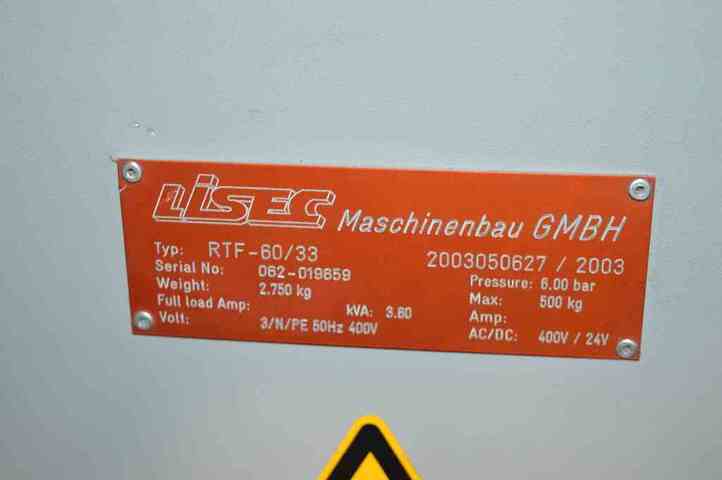 LiSEC Maschinenbau GMBH
Typ: RTF-60/33 2003050627 / 2003
Serial No: 062-019859 Pressure: 6.00 bar
Weight: 2.750 kg Max: 500 kg
Full load Amp: kVA: 3.60 Amp:
Volt: 3/N/PE 50Hz 400V AC/DC: 400V / 24V